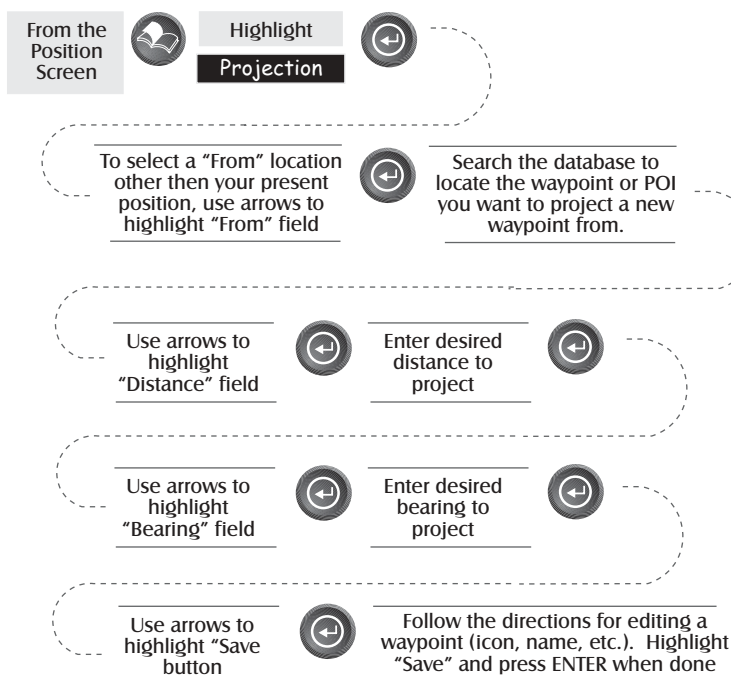 From the
Position
Screen
Highlight
Projection
To select a “From” location
other then your present
position, use arrows to
highlight “From” field
Search the database to
locate the waypoint or POI
you want to project a new
waypoint from.
Use arrows to
highlight
“Distance” field
Enter desired
distance to
project
Use arrows to
highlight
“Bearing” field
Enter desired
bearing to
project
Use arrows to
highlight “Save
button
Follow the directions for editing a
waypoint (icon, name, etc.).  Highlight
“Save” and press ENTER when done